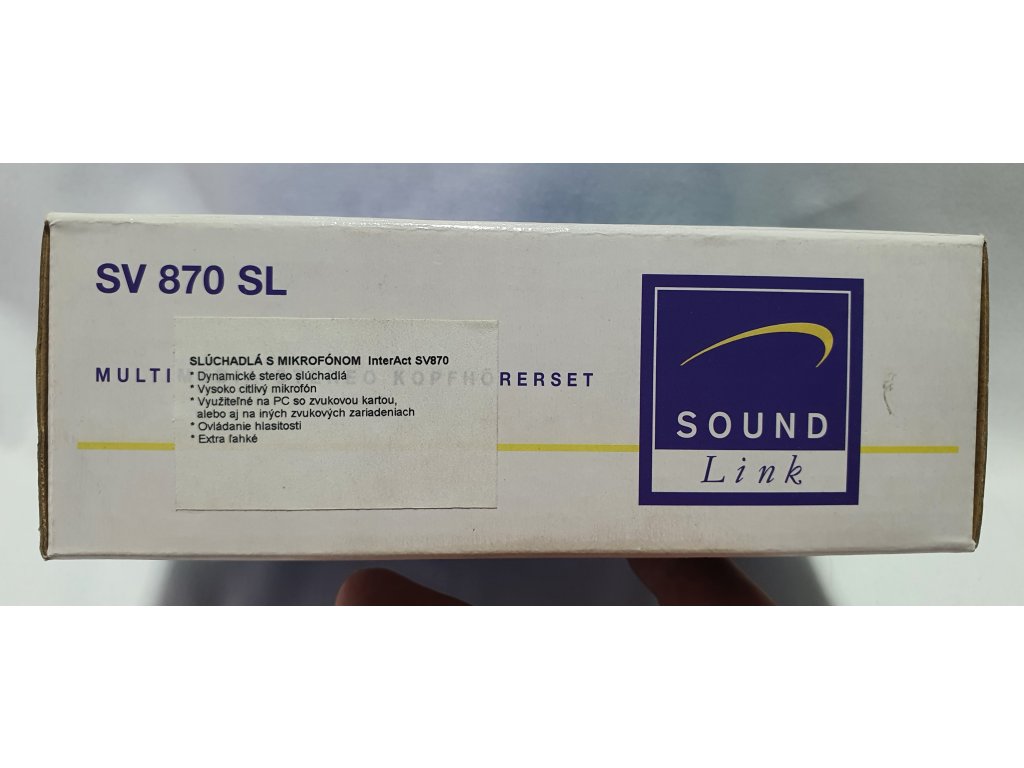 SV 870 SL
SLÚCHADLÁ S MIKROFÓNOM InterAct SV870
* Dynamické stereo slúchadlá
* Vysoko citlivý mikrofón
* Využiteľné na PC so zvukovou kartou,
alebo aj na iných zvukových zariadeniach
* Ovládanie hlasitosti
* Extra ľahké
KOPFHÖRERSET
SOUND
Link